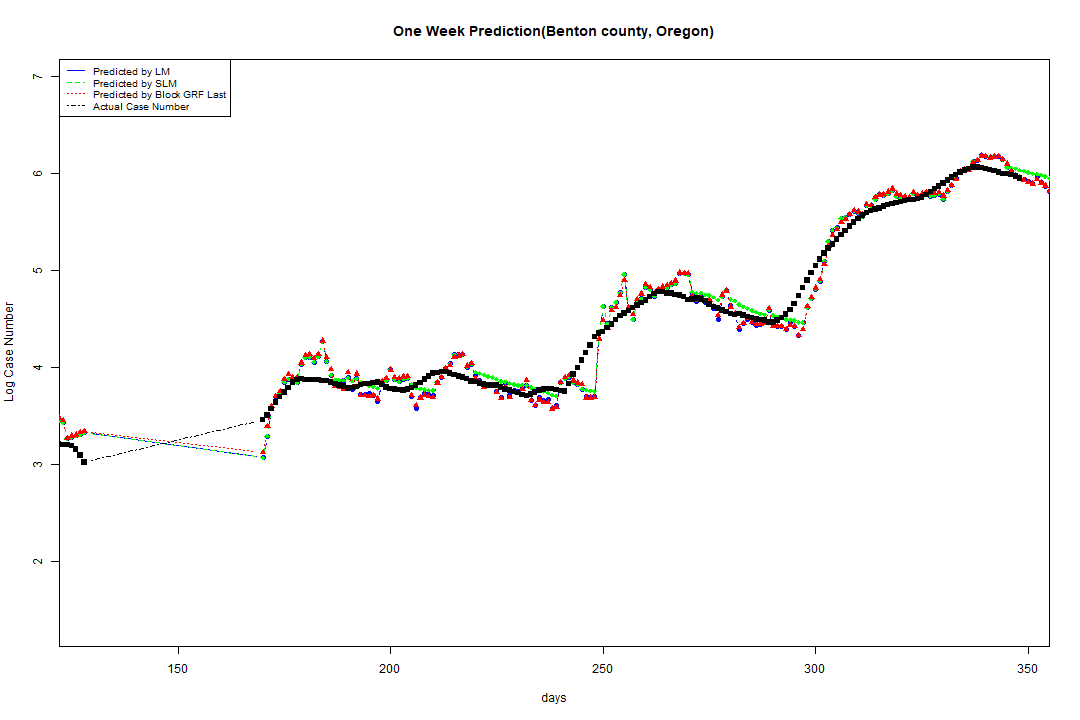 One Week Prediction(Benton county, Oregon)
Predicted by LM
Predicted by SLM
Predicted by Block GRF Last
Actual Case Number
7
6
5
4
3
2
Log Case Number
150
200
250
300
350
days